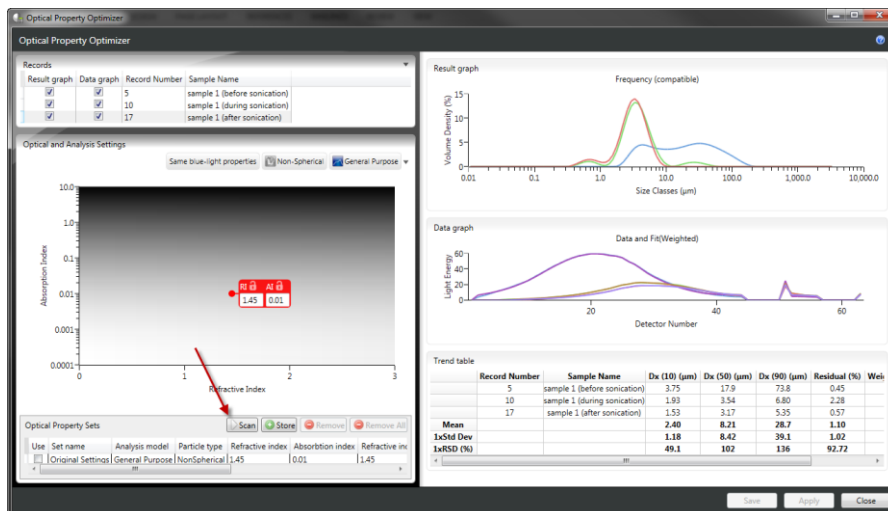 Optical Property Optimizer
Optical Property Optimizer
Records
Result graph Data graph Record Number Sample Name
5 sample 1 (before sonication)
10 sample 1 (during sonication)
17 sample 1 (after sonication)
Optical and Analysis Settings
Same blue-light properties Non-Spherical General Purpose
Absorption Index
10.0
1.0
0.1
0.01
0.001
0.0001
RI AI
1.45 0.01
0 1 2 3
Refractive Index
Optical Property Sets Scan Store Remove Remove All
Use Set name Analysis model Particle type Refractive index Absorbtion index Refractive inc
Original Settings General Purpose NonSpherical 1.45 0.01 1.45
Result graph
Frequency (compatible)
Volume Density (%)
15
10
5
0
0.01 0.1 1.0 10.0 100.0 1,000.0 10,000.0
Size Classes (µm)
Data graph
Data and Fit(Weighted)
Light Energy
60
40
20
0
20 40 60
Detector Number
Trend table
Record Number Sample Name Dx (10) (µm) Dx (50) (µm) Dx (90) (µm) Residual (%) Wei
5 sample 1 (before sonication) 3.75 17.9 73.8 0.45
10 sample 1 (during sonication) 1.93 3.54 6.80 2.28
17 sample 1 (after sonication) 1.53 3.17 5.35 0.57
Mean 2.40 8.21 28.7 1.10
1xStd Dev 1.18 8.42 39.1 1.02
1xRSD (%) 49.1 102 136 92.72
Save Apply Close